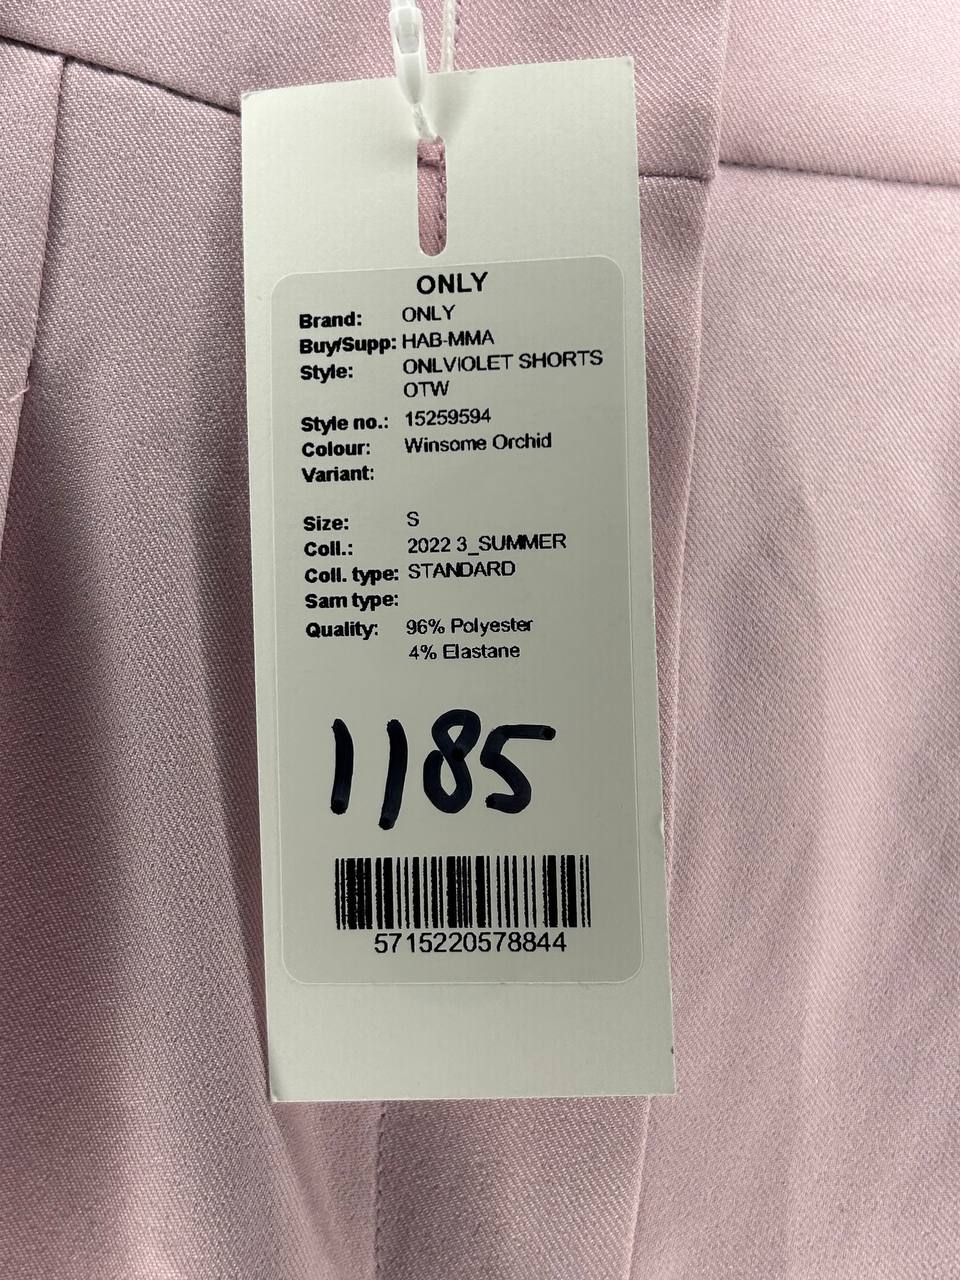 ONLY
Brand: ONLY
Buy/Supp: HAB-MMA
Style: ONLVIOLET SHORTS
OTW
Style no.: 15259594
Colour: Winsome Orchid
Variant:
Size: S
Coll.: 2022 3_SUMMER
Coll. type: STANDARD
Sam type:
Quality: 96% Polyester
4% Elastane
1185
5715220578844